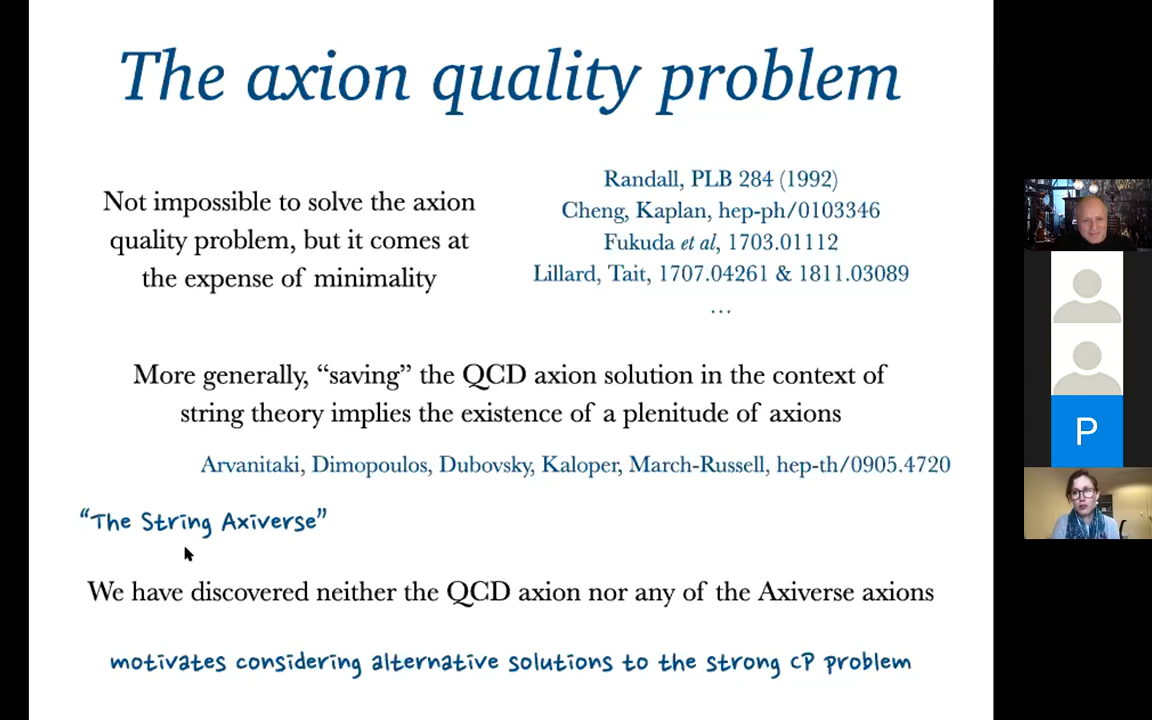 The axion quality problem
Not impossible to solve the axion
quality problem, but it comes at
the expense of minimality
Randall, PLB 284 (1992)
Cheng, Kaplan, hep-ph/0103346
Fukuda et al, 1703.01112
Lillard, Tait, 1707.04261 & 1811.03089
…
More generally, “saving” the QCD axion solution in the context of
string theory implies the existence of a plenitude of axions
Arvanitaki, Dimopoulos, Dubovsky, Kaloper, March-Russell, hep-th/0905.4720
“The String Axiverse”
We have discovered neither the QCD axion nor any of the Axiverse axions
motivates considering alternative solutions to the strong CP problem
P